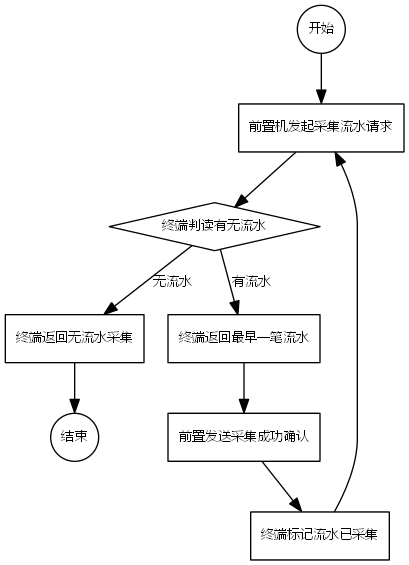 开始
前置机发起采集流水请求
终端判读有无流水
无流水
有流水
终端返回无流水采集
终端返回最早一笔流水
结束
前置发送采集成功确认
终端标记流水已采集